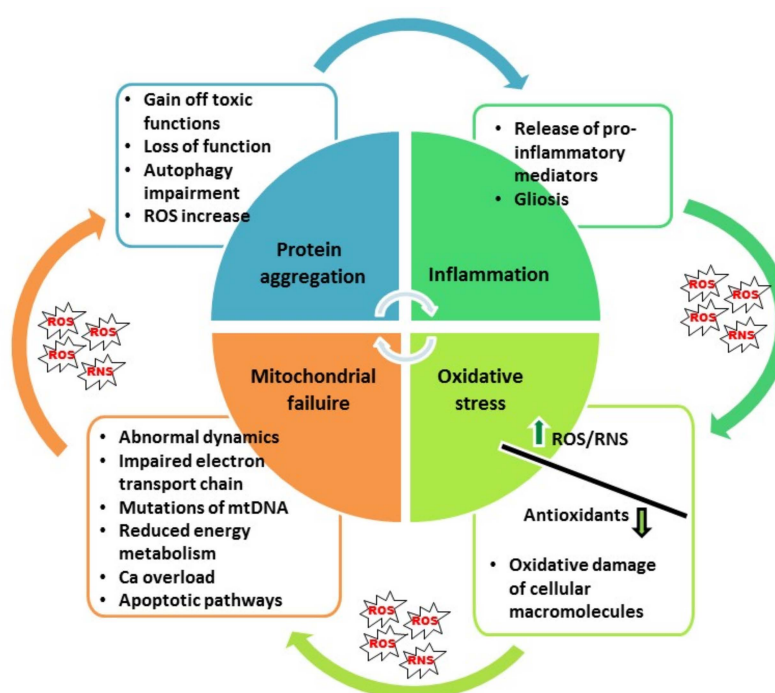 • Gain off toxic
functions
• Loss of function
• Autophagy
impairment
• ROS increase
• Release of pro-
inflammatory
mediators
• Gliosis
Protein
aggregation
Inflammation
ROS
ROS
ROS
RNS
ROS
ROS
ROS
RNS
Mitochondrial
failuire
Oxidative
stress
• Abnormal dynamics
• Impaired electron
transport chain
• Mutations of mtDNA
• Reduced energy
metabolism
• Ca overload
• Apoptotic pathways
ROS/RNS
Antioxidants
• Oxidative damage
of cellular
macromolecules
ROS
ROS
ROS
RNS